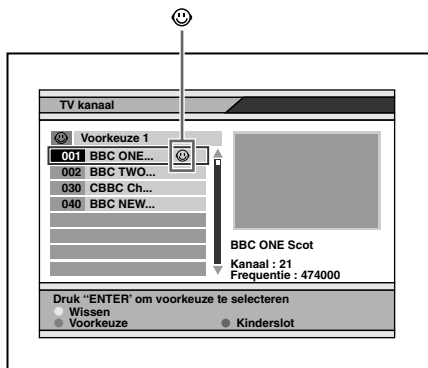 TV kanaal
Voorkeuze 1
001 BBC ONE...
002 BBC TWO...
030 CBBC Ch...
040 BBC NEW...
BBC ONE Scot
Kanaal : 21
Frequentie : 474000
Druk “ENTER’ om voorkeuze te selecteren
Wissen
Voorkeuze
Kinderslot